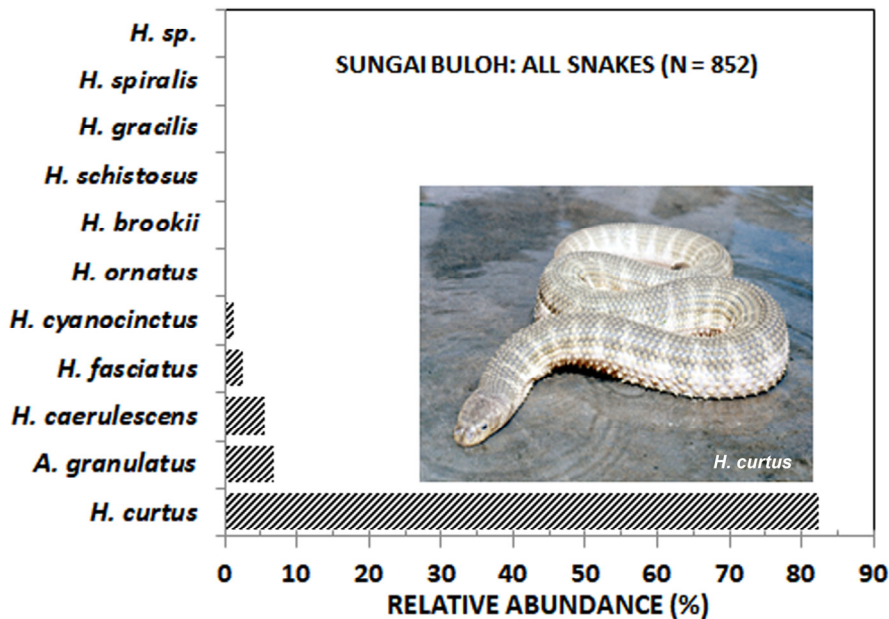 H. sp.
SUNGAI BULOH: ALL SNAKES (N = 852)
H. spiralis
H. gracilis
H. schistosus
H. brookii
H. ornatus
H. cyanocinctus
H. fasciatus
H. caerulescens
A. granulatus
H. curtus
H. curtus
0 10 20 30 40 50 60 70 80 90
RELATIVE ABUNDANCE (%)